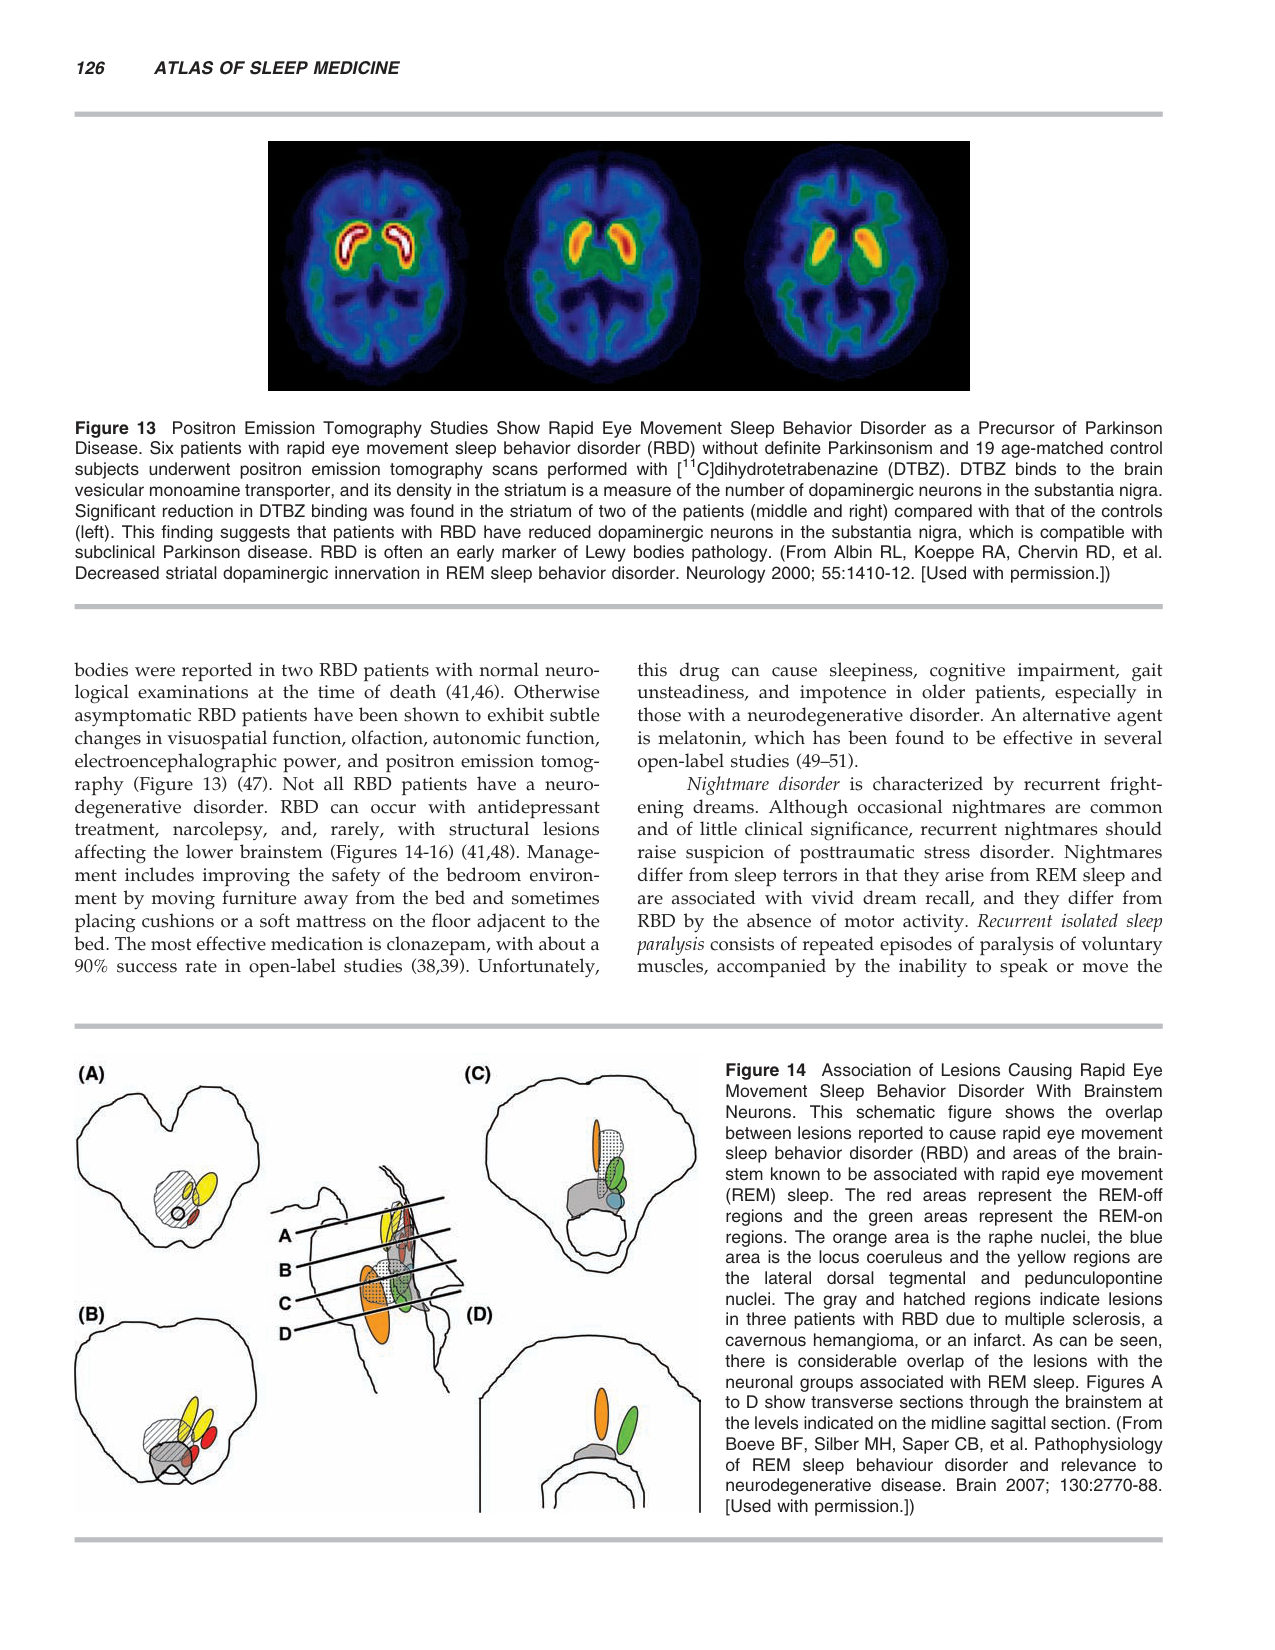 126 ATLAS OF SLEEP MEDICINE
Figure 13 Positron Emission Tomography Studies Show Rapid Eye Movement Sleep Behavior Disorder as a Precursor of Parkinson
Disease. Six patients with rapid eye movement sleep behavior disorder (RBD) without definite Parkinsonism and 19 age-matched control
subjects underwent positron emission tomography scans performed with [11C]dihydrotetrabenazine (DTBZ). DTBZ binds to the brain
vesicular monoamine transporter, and its density in the striatum is a measure of the number of dopaminergic neurons in the substantia nigra.
Significant reduction in DTBZ binding was found in the striatum of two of the patients (middle and right) compared with that of the controls
(left). This finding suggests that patients with RBD have reduced dopaminergic neurons in the substantia nigra, which is compatible with
subclinical Parkinson disease. RBD is often an early marker of Lewy bodies pathology. (From Albin RL, Koeppe RA, Chervin RD, et al.
Decreased striatal dopaminergic innervation in REM sleep behavior disorder. Neurology 2000; 55:1410-12. [Used with permission.])
bodies were reported in two RBD patients with normal neuro-
logical examinations at the time of death (41,46). Otherwise
asymptomatic RBD patients have been shown to exhibit subtle
changes in visuospatial function, olfaction, autonomic function,
electroencephalographic power, and positron emission tomog-
raphy (Figure 13) (47). Not all RBD patients have a neuro-
degenerative disorder. RBD can occur with antidepressant
treatment, narcolepsy, and, rarely, with structural lesions
affecting the lower brainstem (Figures 14-16) (41,48). Manage-
ment includes improving the safety of the bedroom environ-
ment by moving furniture away from the bed and sometimes
placing cushions or a soft mattress on the floor adjacent to the
bed. The most effective medication is clonazepam, with about a
90% success rate in open-label studies (38,39). Unfortunately,
this drug can cause sleepiness, cognitive impairment, gait
unsteadiness, and impotence in older patients, especially in
those with a neurodegenerative disorder. An alternative agent
is melatonin, which has been found to be effective in several
open-label studies (49–51).
Nightmare disorder is characterized by recurrent fright-
ening dreams. Although occasional nightmares are common
and of little clinical significance, recurrent nightmares should
raise suspicion of posttraumatic stress disorder. Nightmares
differ from sleep terrors in that they arise from REM sleep and
are associated with vivid dream recall, and they differ from
RBD by the absence of motor activity. Recurrent isolated sleep
paralysis consists of repeated episodes of paralysis of voluntary
muscles, accompanied by the inability to speak or move the
(A)
(C)
A
B
C
D
(B)
(D)
Figure 14 Association of Lesions Causing Rapid Eye
Movement Sleep Behavior Disorder With Brainstem
Neurons. This schematic figure shows the overlap
between lesions reported to cause rapid eye movement
sleep behavior disorder (RBD) and areas of the brain-
stem known to be associated with rapid eye movement
(REM) sleep. The red areas represent the REM-off
regions and the green areas represent the REM-on
regions. The orange area is the raphe nuclei, the blue
area is the locus coeruleus and the yellow regions are
the lateral dorsal tegmental and pedunculopontine
nuclei. The gray and hatched regions indicate lesions
in three patients with RBD due to multiple sclerosis, a
cavernous hemangioma, or an infarct. As can be seen,
there is considerable overlap of the lesions with the
neuronal groups associated with REM sleep. Figures A
to D show transverse sections through the brainstem at
the levels indicated on the midline sagittal section. (From
Boeve BF, Silber MH, Saper CB, et al. Pathophysiology
of REM sleep behaviour disorder and relevance to
neurodegenerative disease. Brain 2007; 130:2770-88.
[Used with permission.])